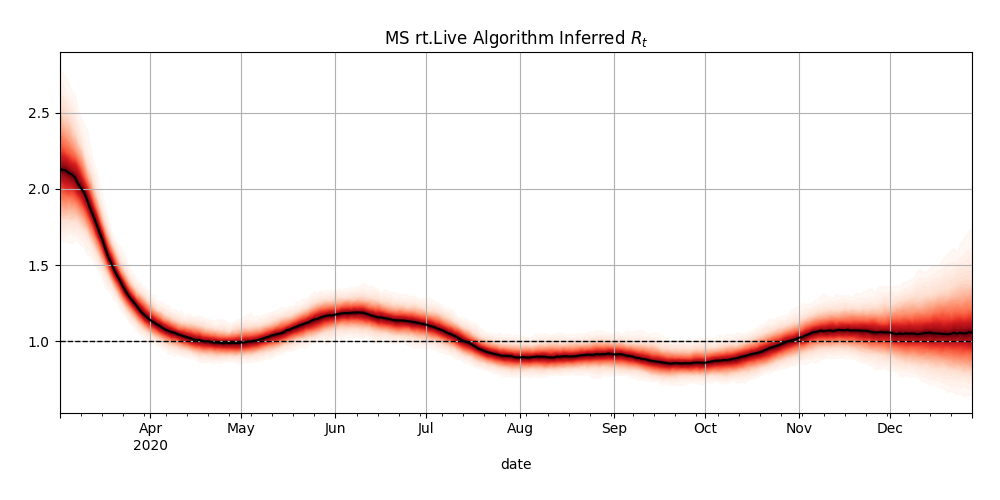 MS rt.Live Algorithm Inferred Rₜ
2.5
2.0
1.5
1.0
Apr May Jun Jul Aug Sep Oct Nov Dec
2020
date